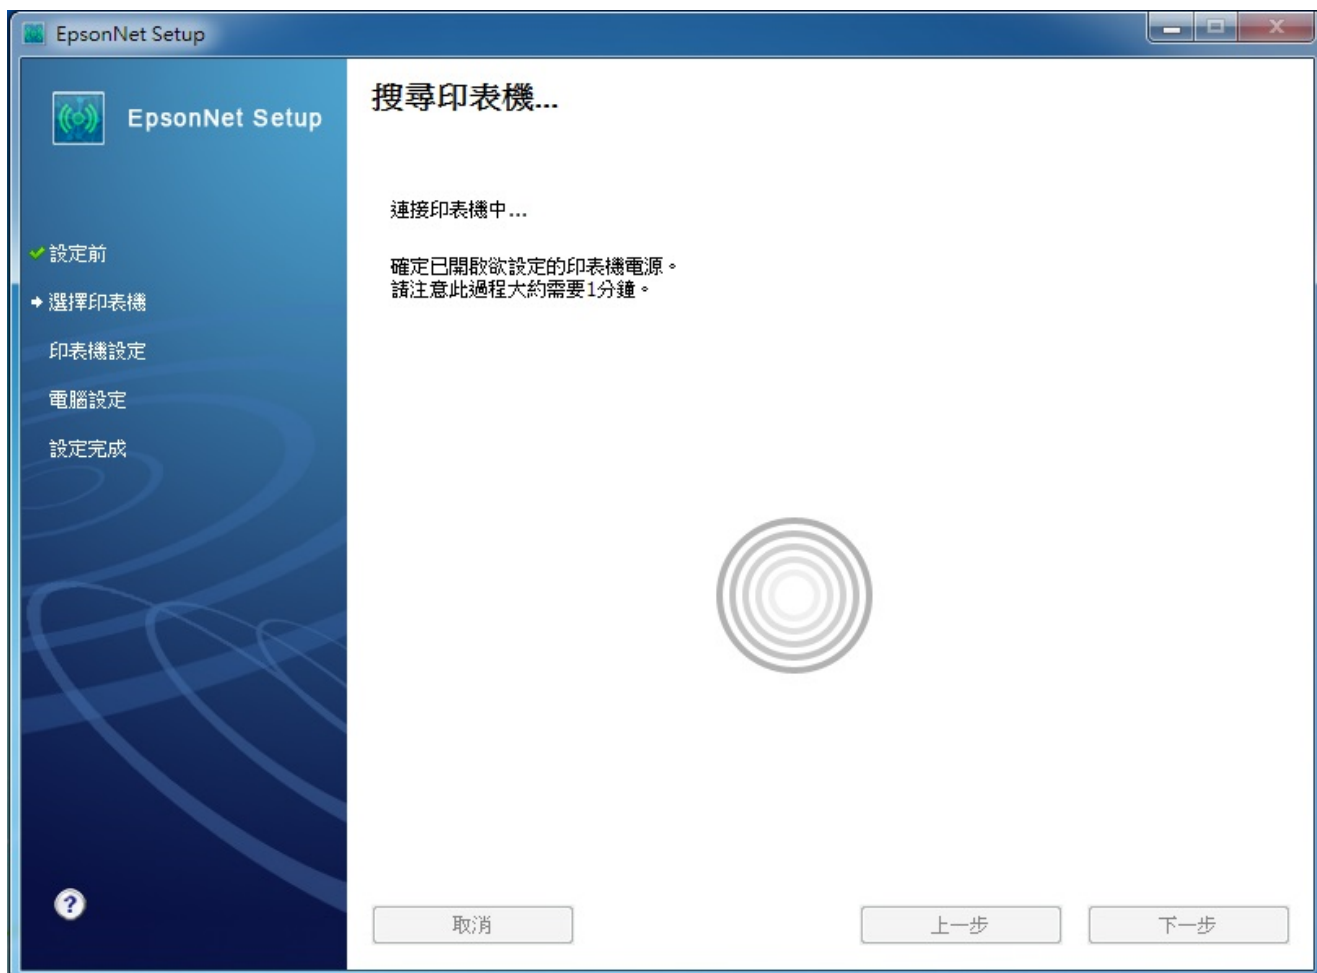 EpsonNet Setup
EpsonNet Setup
設定前
選擇印表機
印表機設定
電腦設定
設定完成
搜尋印表機...
連接印表機中...
確定已開啟欲設定的印表機電源。
請注意此過程大約需要1分鐘。
?
取消
上一步
下一步